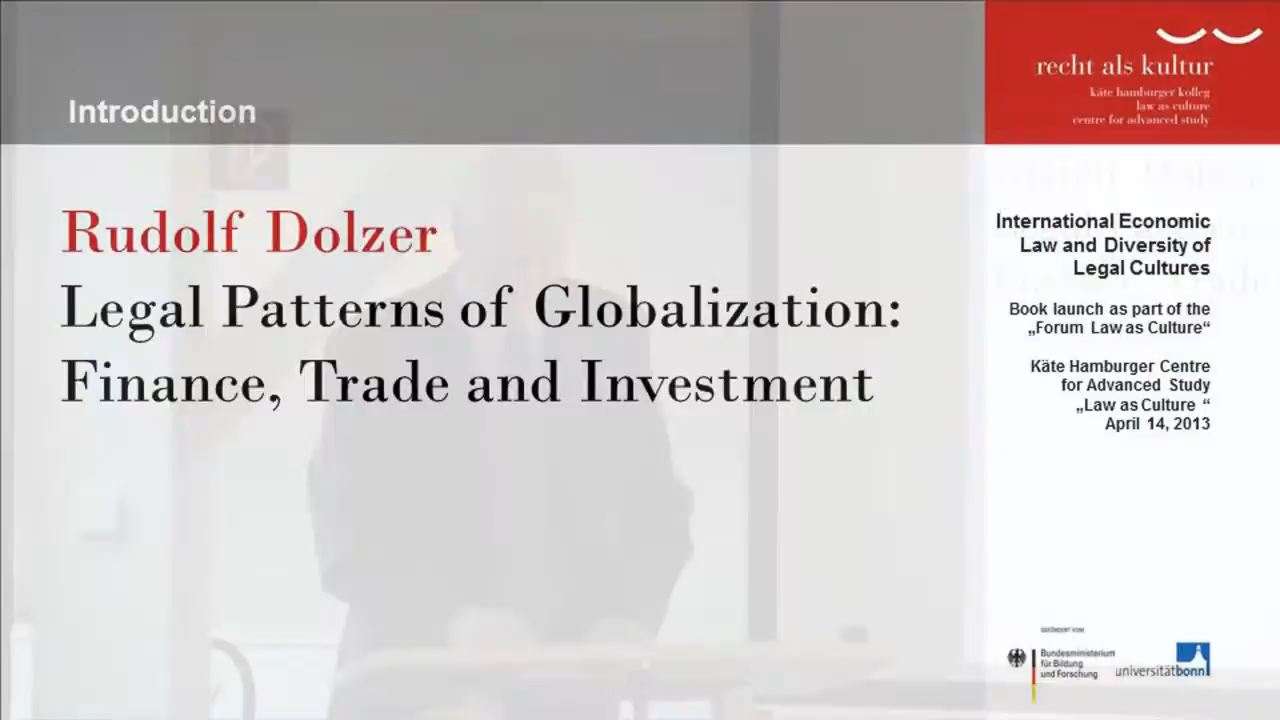 Introduction
recht als kultur
käte hamburger kolleg
law as culture
centre for advanced study
Rudolf Dolzer
Legal Patterns of Globalization:
Finance, Trade and Investment
International Economic
Law and Diversity of
Legal Cultures
Book launch as part of the
„Forum Law as Culture“
Käte Hamburger Centre
for Advanced Study
„Law as Culture “
April 14, 2013
GEFÖRDERT VOM
Bundesministerium
für Bildung
und Forschung
universitätbonn